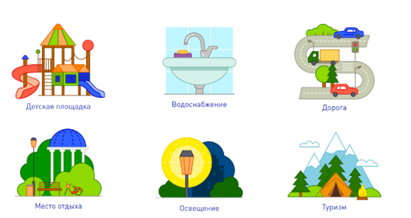 Детская площадка
Водоснабжение
Дорога
Место отдыха
Освещение
Туризм